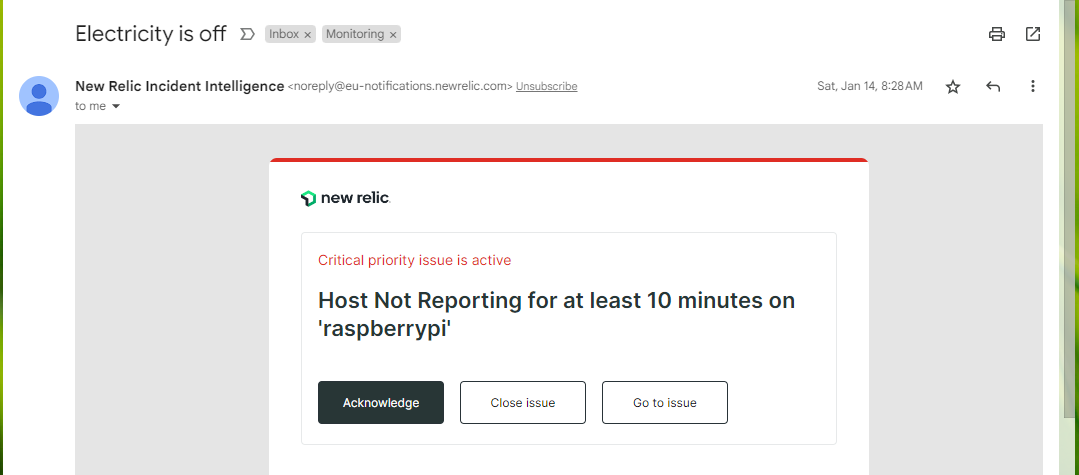 Electricity is off Inbox × Monitoring ×
New Relic Incident Intelligence <noreply@eu-notifications.newrelic.com> Unsubscribe Sat, Jan 14, 8:28 AM
to me
new relic
Critical priority issue is active
Host Not Reporting for at least 10 minutes on
'raspberrypi'
Acknowledge Close issue Go to issue